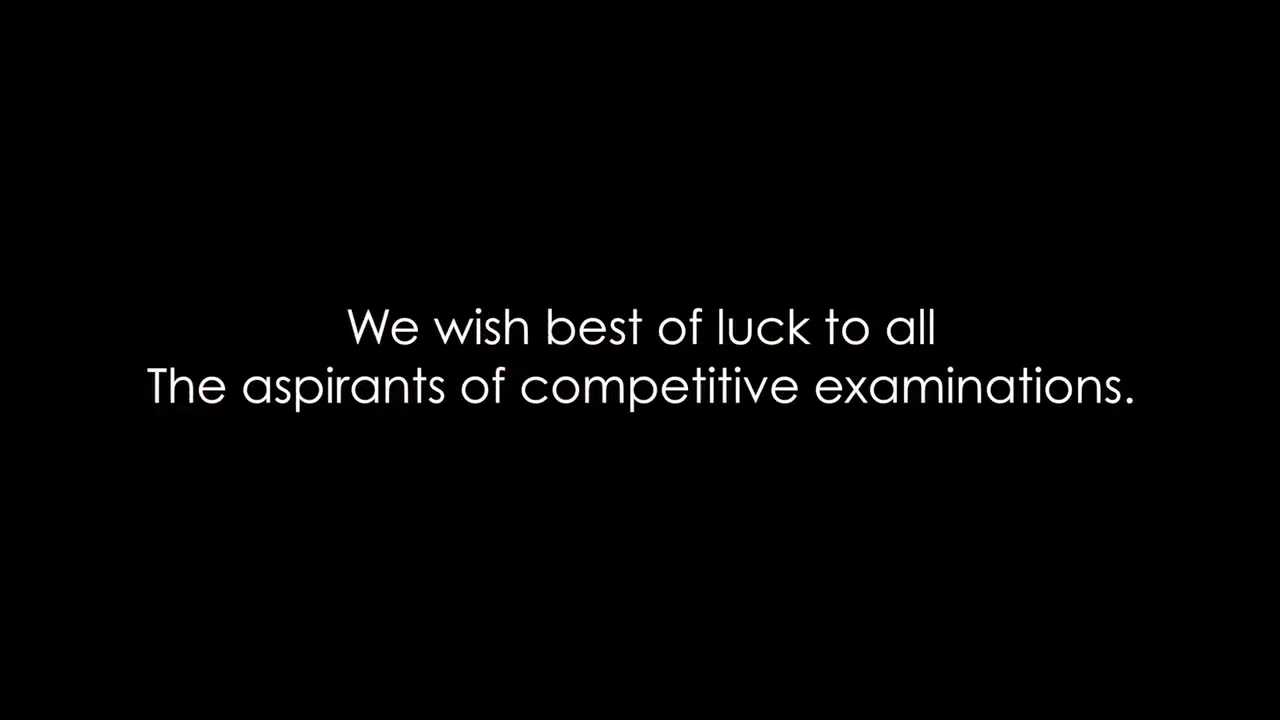 We wish best of luck to all
The aspirants of competitive examinations.